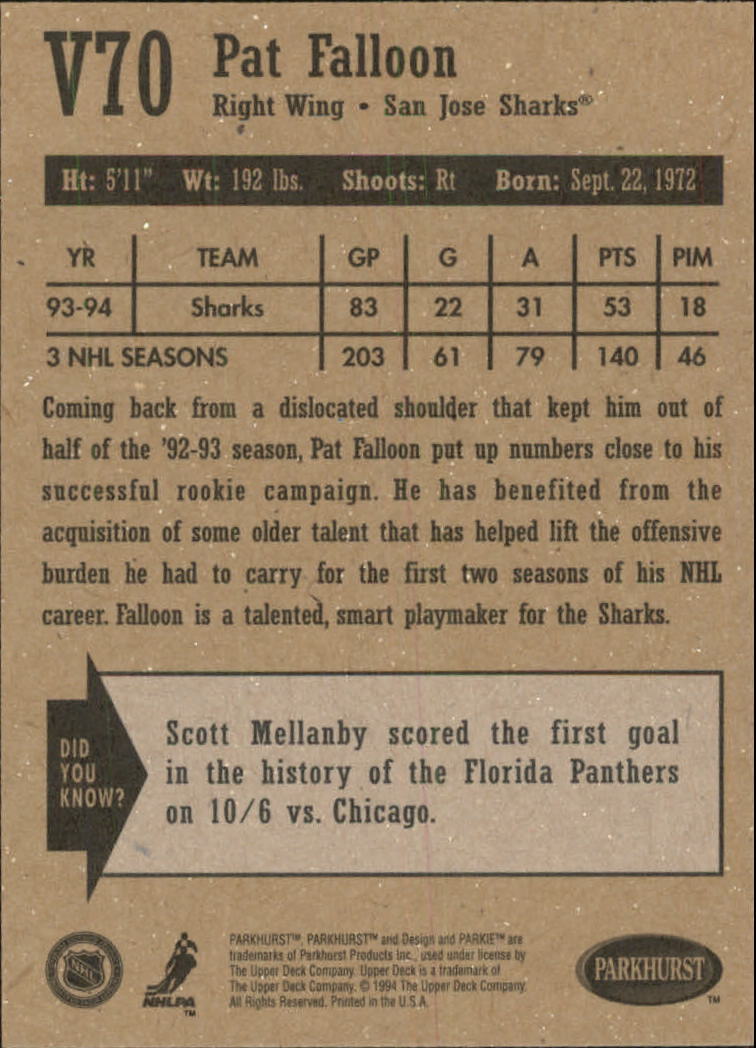 V70 Pat Falloon
Right Wing • San Jose Sharks®
Ht: 5'11" Wt: 192 lbs. Shoots: Rt Born: Sept. 22, 1972
YR TEAM GP G A PTS PIM
93-94 Sharks 83 22 31 53 18
3 NHL SEASONS 203 61 79 140 46
Coming back from a dislocated shoulder that kept him out of
half of the '92-93 season, Pat Falloon put up numbers close to his
successful rookie campaign. He has benefited from the
acquisition of some older talent that has helped lift the offensive
burden he had to carry for the first two seasons of his NHL
career. Falloon is a talented, smart playmaker for the Sharks.
DID
YOU
KNOW?
Scott Mellanby scored the first goal
in the history of the Florida Panthers
on 10/6 vs. Chicago.
NHL
NHLPA
TM
PARKHURST™, PARKHURST™ and Design and PARKIE™ are
trademarks of Parkhurst Products Inc., used under license by
The Upper Deck Company. Upper Deck is a trademark of
The Upper Deck Company. © 1994 The Upper Deck Company.
All Rights Reserved. Printed in the U.S.A.
PARKHURST
TM